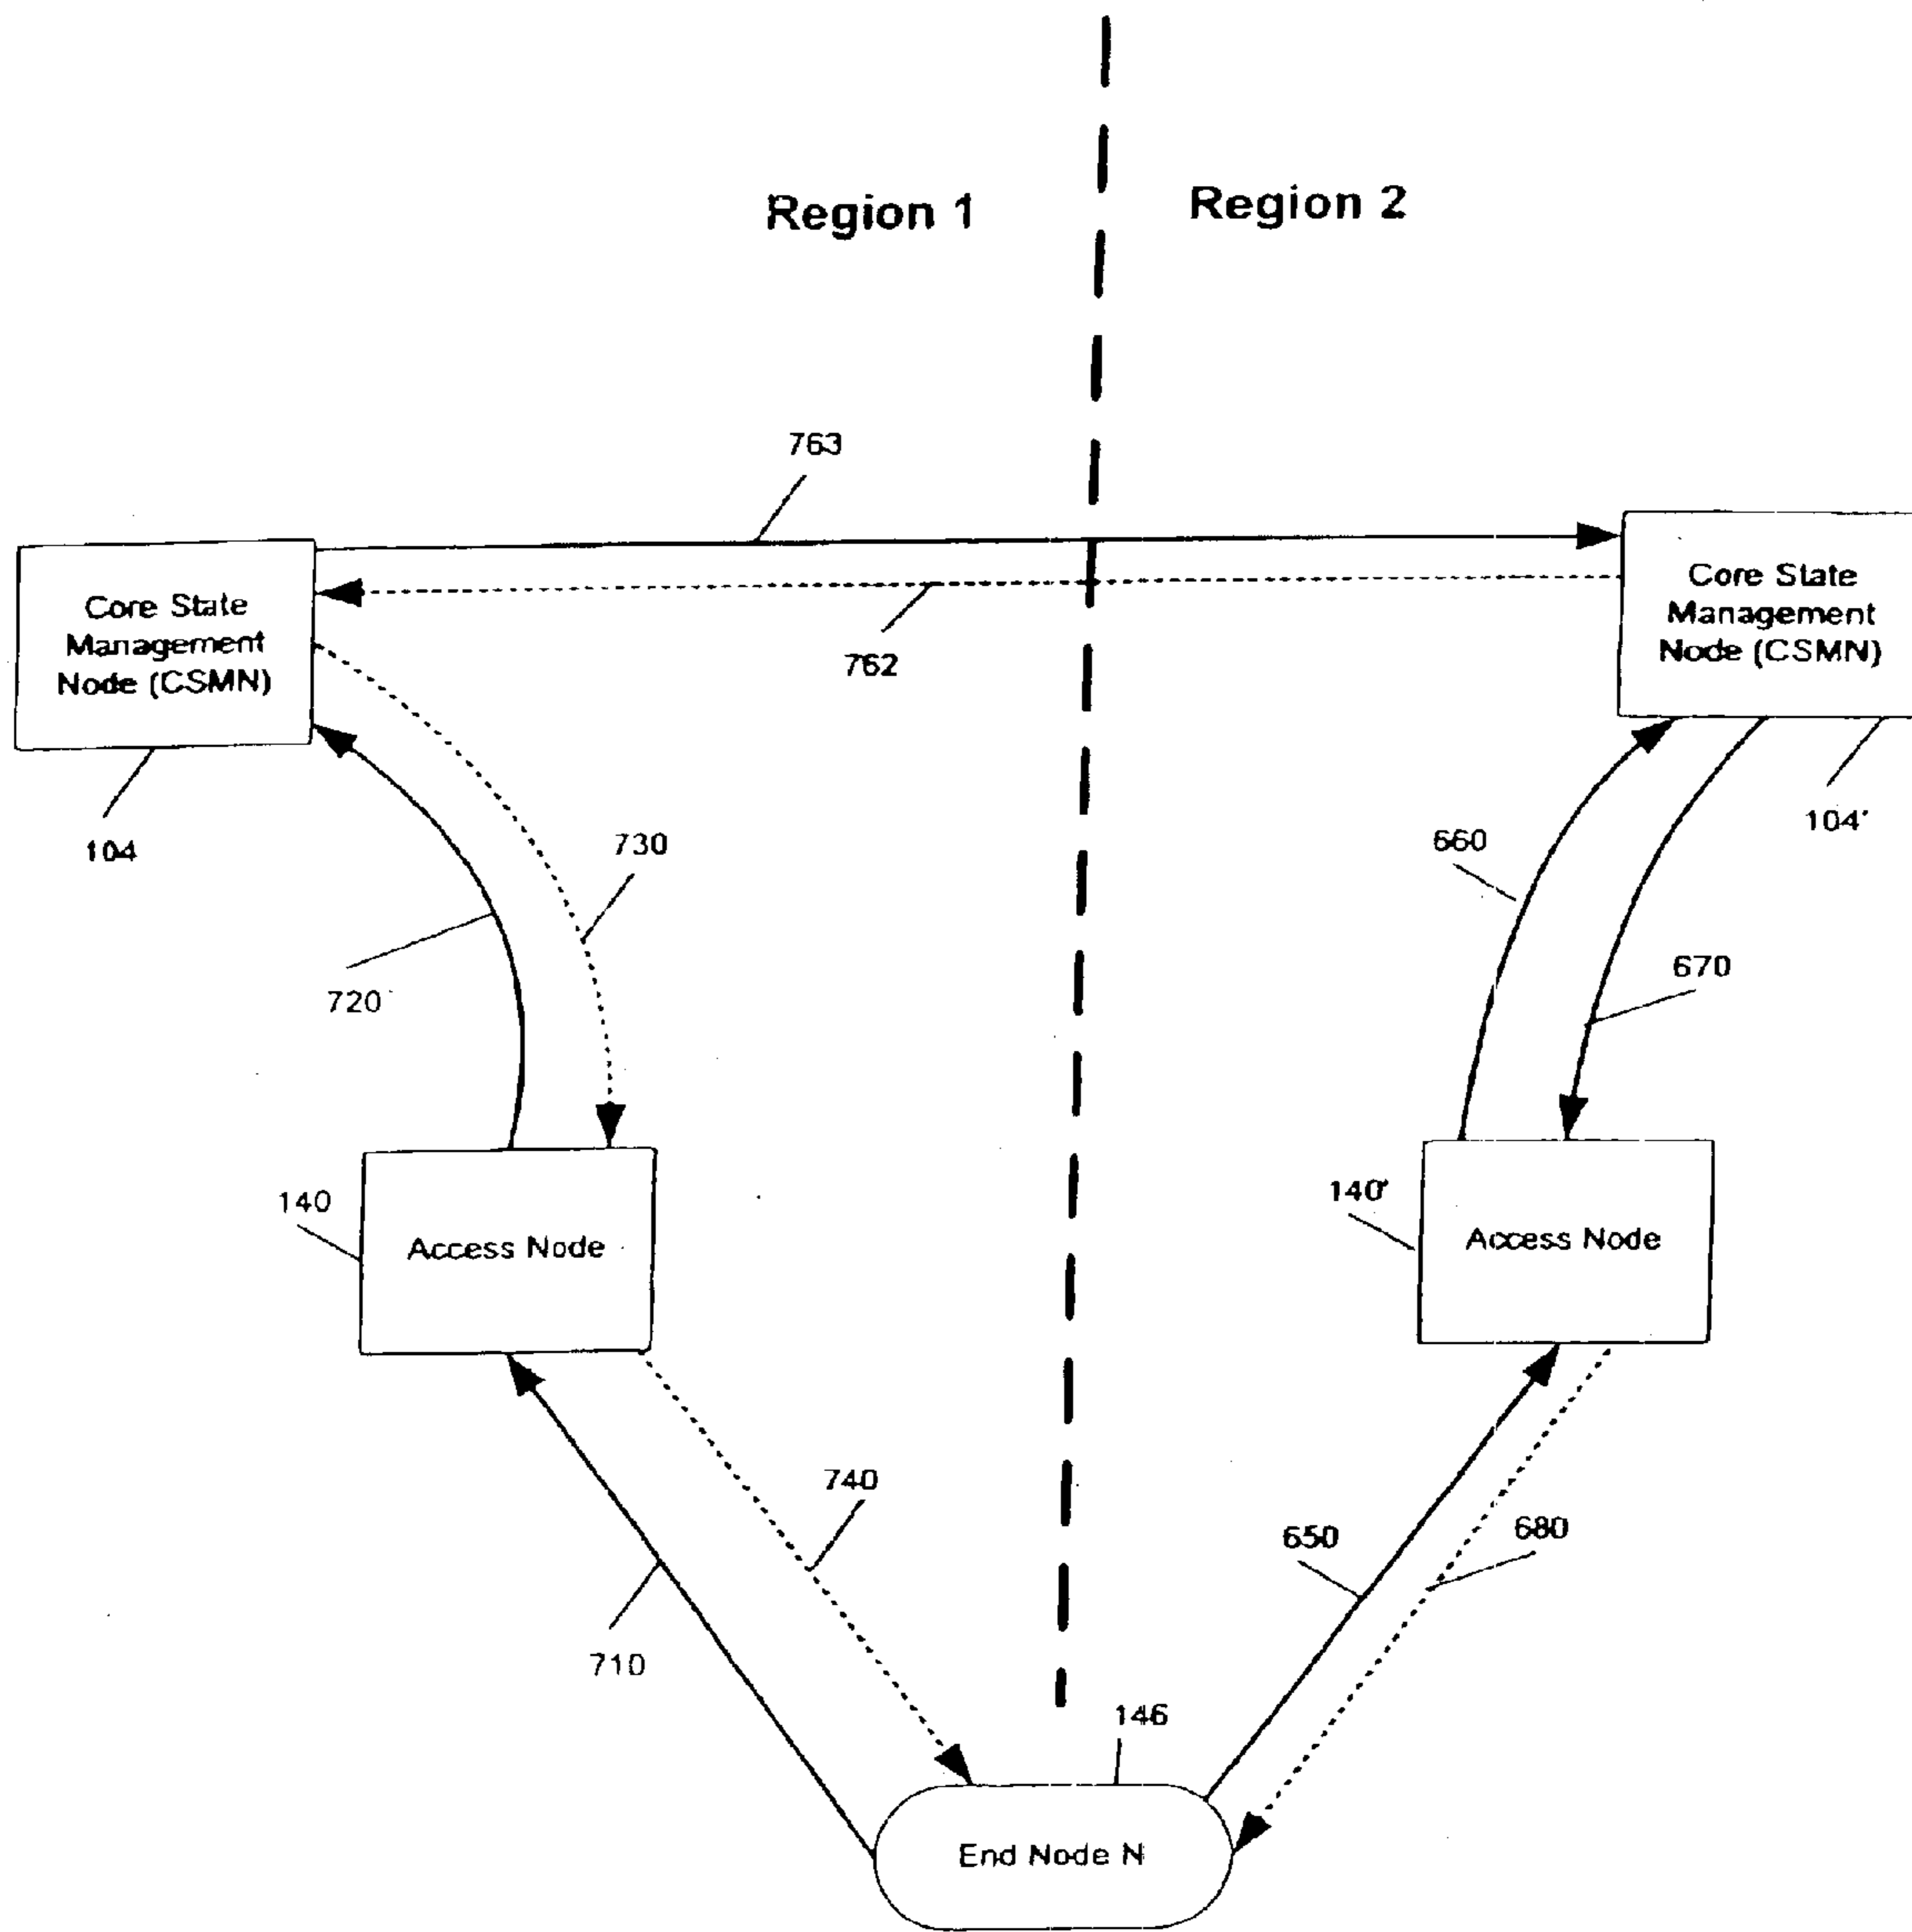 Region 1
Region 2
763
762
Core State
Management
Node (CSMN)
Core State
Management
Node (CSMN)
104
104'
730
720
660
670
140
Access Node
140'
Access Node
740
710
650
680
146
End Node N